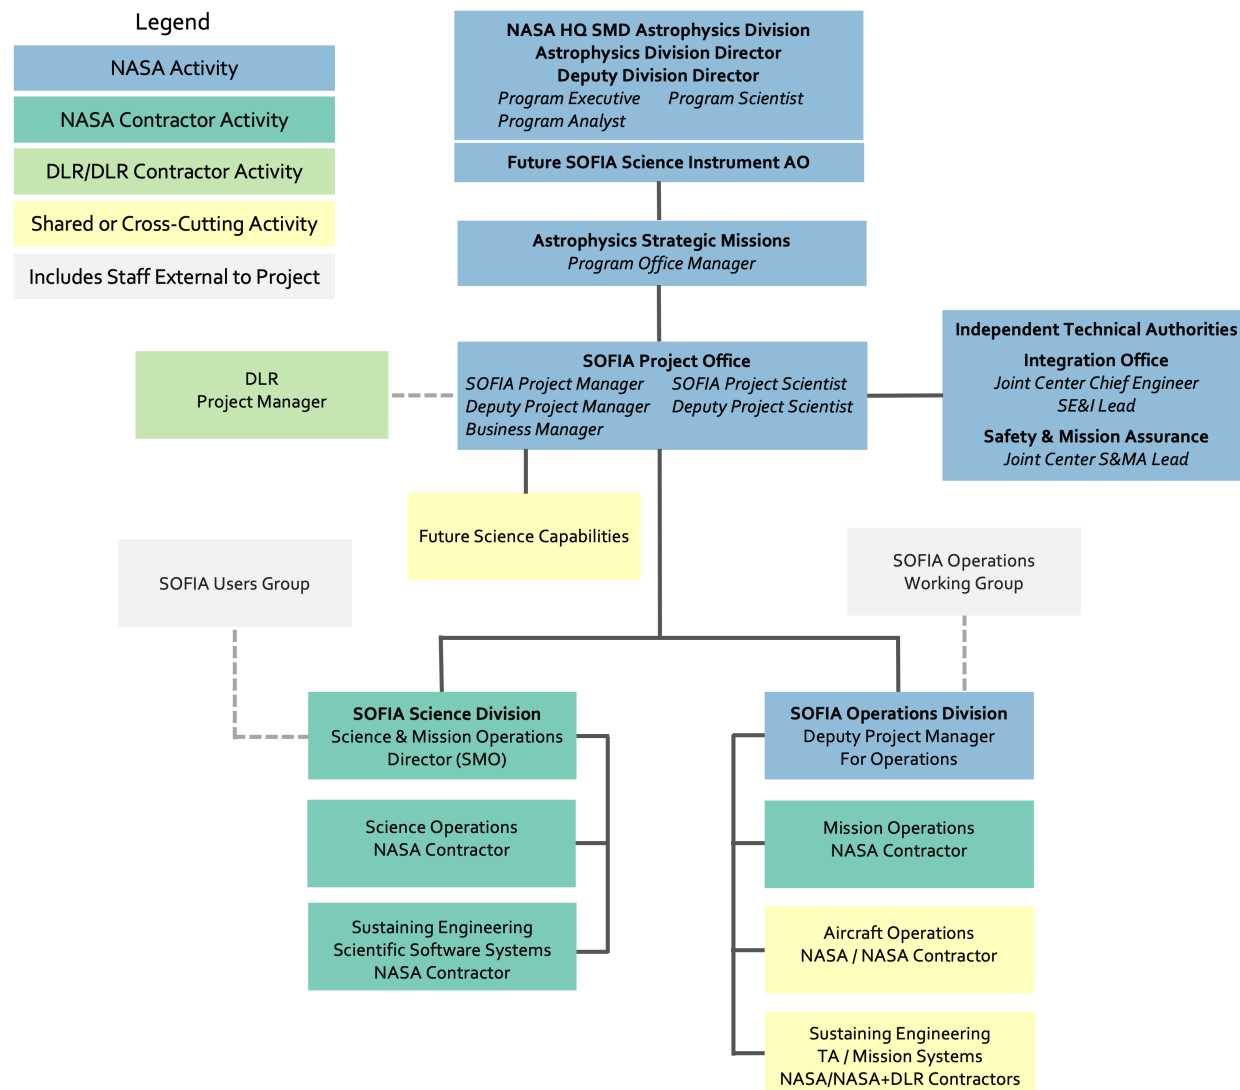 Legend
NASA Activity
NASA Contractor Activity
DLR/DLR Contractor Activity
Shared or Cross-Cutting Activity
Includes Staff External to Project
NASA HQ SMD Astrophysics Division
Astrophysics Division Director
Deputy Division Director
Program Executive Program Scientist
Program Analyst
Future SOFIA Science Instrument AO
Astrophysics Strategic Missions
Program Office Manager
DLR
Project Manager
SOFIA Project Office
SOFIA Project Manager SOFIA Project Scientist
Deputy Project Manager Deputy Project Scientist
Business Manager
Independent Technical Authorities
Integration Office
Joint Center Chief Engineer
SE&I Lead
Safety & Mission Assurance
Joint Center S&MA Lead
Future Science Capabilities
SOFIA Users Group
SOFIA Operations
Working Group
SOFIA Science Division
Science & Mission Operations
Director (SMO)
Science Operations
NASA Contractor
Sustaining Engineering
Scientific Software Systems
NASA Contractor
SOFIA Operations Division
Deputy Project Manager
For Operations
Mission Operations
NASA Contractor
Aircraft Operations
NASA / NASA Contractor
Sustaining Engineering
TA / Mission Systems
NASA/NASA+DLR Contractors